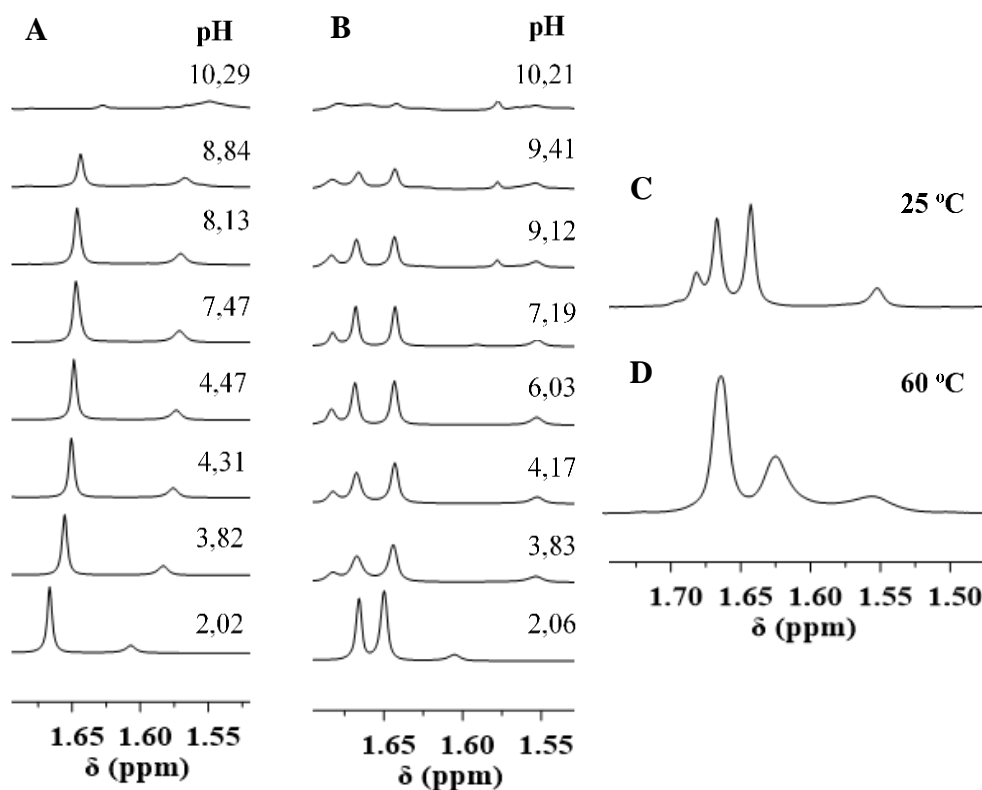 A
pH
10,29
8,84
8,13
7,47
4,47
4,31
3,82
2,02
1.65 1.60 1.55
δ (ppm)
B
pH
10,21
9,41
9,12
7,19
6,03
4,17
3,83
2,06
1.65 1.60 1.55
δ (ppm)
C
25 ºC
D
60 ºC
1.70 1.65 1.60 1.55 1.50
δ (ppm)